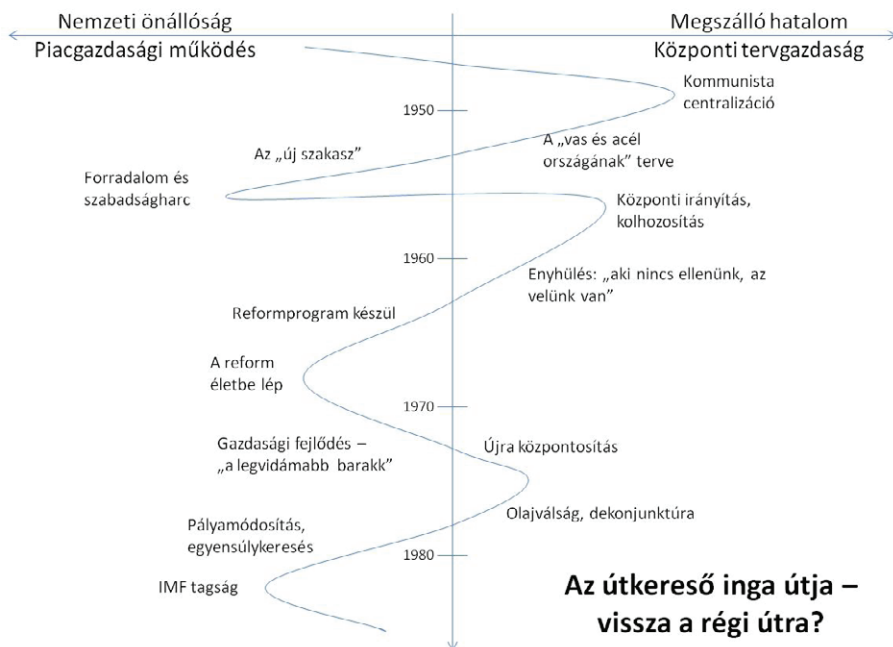 Nemzeti önállóság
Megszálló hatalom
Piacgazdasági működés
Központi tervgazdaság
Kommunista
centralizáció
1950
A „vas és acél
országának” terve
Az „új szakasz”
Forradalom és
szabadságharc
Központi irányítás,
kolhozosítás
1960
Enyhülés: „aki nincs ellenünk, az
velünk van”
Reformprogram készül
A reform
életbe lép
1970
Gazdasági fejlődés –
„a legvidámabb barakk”
Újra központosítás
Olajválság, dekonjunktúra
Pályamódosítás,
egyensúlykeresés
1980
IMF tagság
Az útkereső inga útja –
vissza a régi útra?